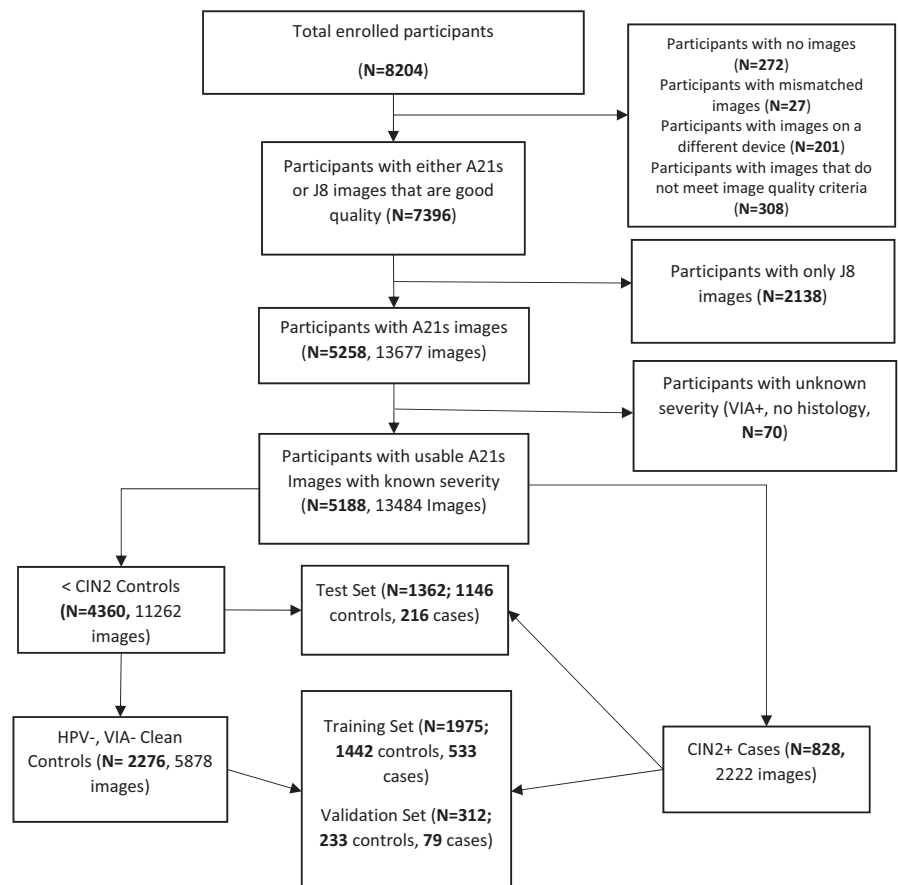 Total enrolled participants
(N=8204)
Participants with no images
(N=272)
Participants with mismatched
images (N=27)
Participants with images on a
different device (N=201)
Participants with images that do
not meet image quality criteria
(N=308)
Participants with either A21s
or J8 images that are good
quality (N=7396)
Participants with only J8
images (N=2138)
Participants with A21s images
(N=5258, 13677 images)
Participants with unknown
severity (VIA+, no histology,
N=70)
Participants with usable A21s
Images with known severity
(N=5188, 13484 Images)
< CIN2 Controls
(N=4360, 11262
images)
Test Set (N=1362; 1146
controls, 216 cases)
HPV-, VIA- Clean
Controls (N= 2276, 5878
images)
Training Set (N=1975;
1442 controls, 533
cases)
Validation Set (N=312;
233 controls, 79 cases)
CIN2+ Cases (N=828,
2222 images)